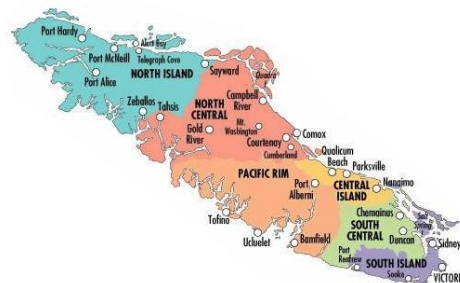 Port Hardy
Port McNeill
Alert Bay
Telegraph Cove
Port Alice
NORTH ISLAND
Sayward
Quadra
Zeballos
Tahsis
NORTH
CENTRAL
Campbell
River
Gold
River
Mt.
Washington
Courtenay
Comox
Cumberland
Qualicum
Beach
Parksville
PACIFIC RIM
Port
Alberni
CENTRAL
ISLAND
Nanaimo
Tofino
Ucluelet
Bamfield
Chemainus
Salt
Spring
SOUTH
CENTRAL
Duncan
Sidney
Port
Renfrew
SOUTH ISLAND
Sooke
VICTORI